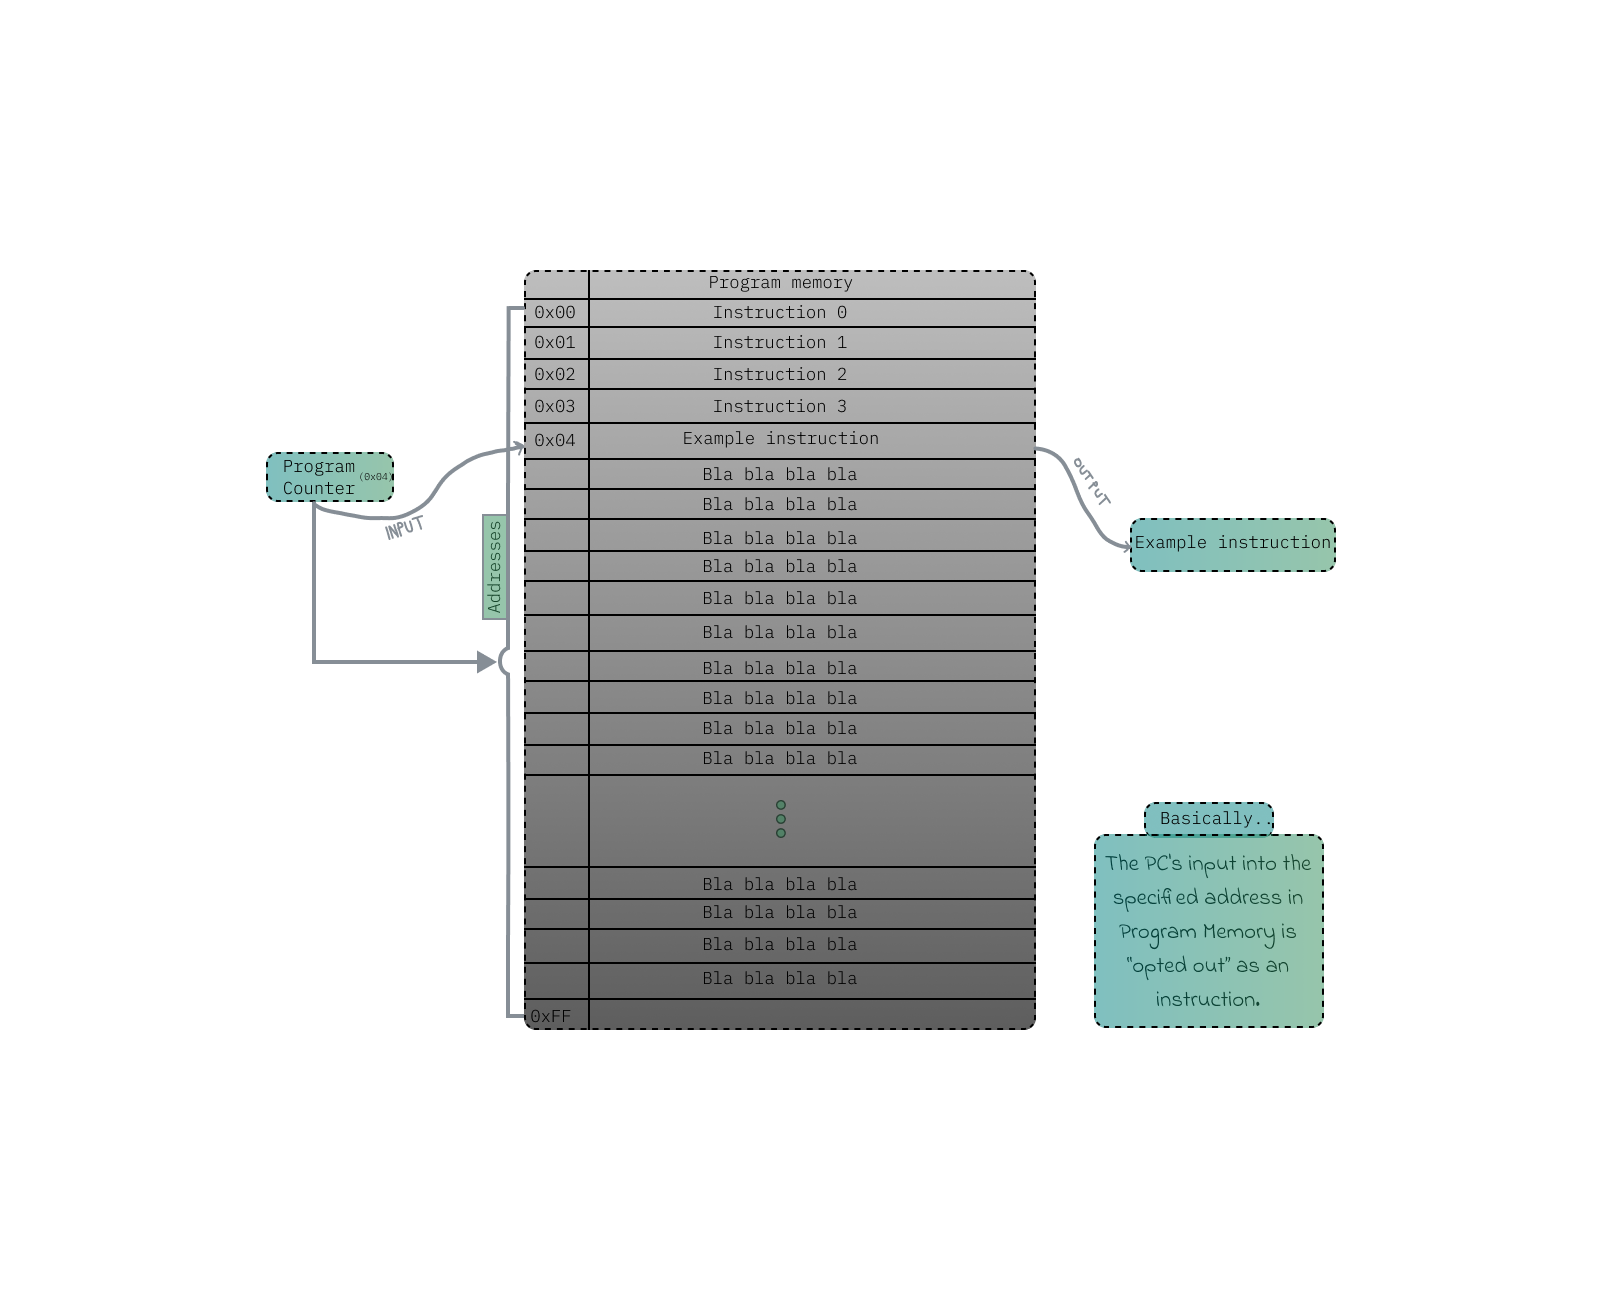 Program memory
0x00 Instruction 0
0x01 Instruction 1
0x02 Instruction 2
0x03 Instruction 3
0x04 Example instruction
Bla bla bla bla
Bla bla bla bla
Bla bla bla bla
Bla bla bla bla
Bla bla bla bla
Bla bla bla bla
Bla bla bla bla
Bla bla bla bla
Bla bla bla bla
Bla bla bla bla
Bla bla bla bla
Bla bla bla bla
Bla bla bla bla
Bla bla bla bla
0xFF
Program
Counter
(0x04)
INPUT
Addresses
OUTPUT
Example instruction
Basically..
The PC's input into the
specified address in
Program Memory is
"opted out" as an
instruction.